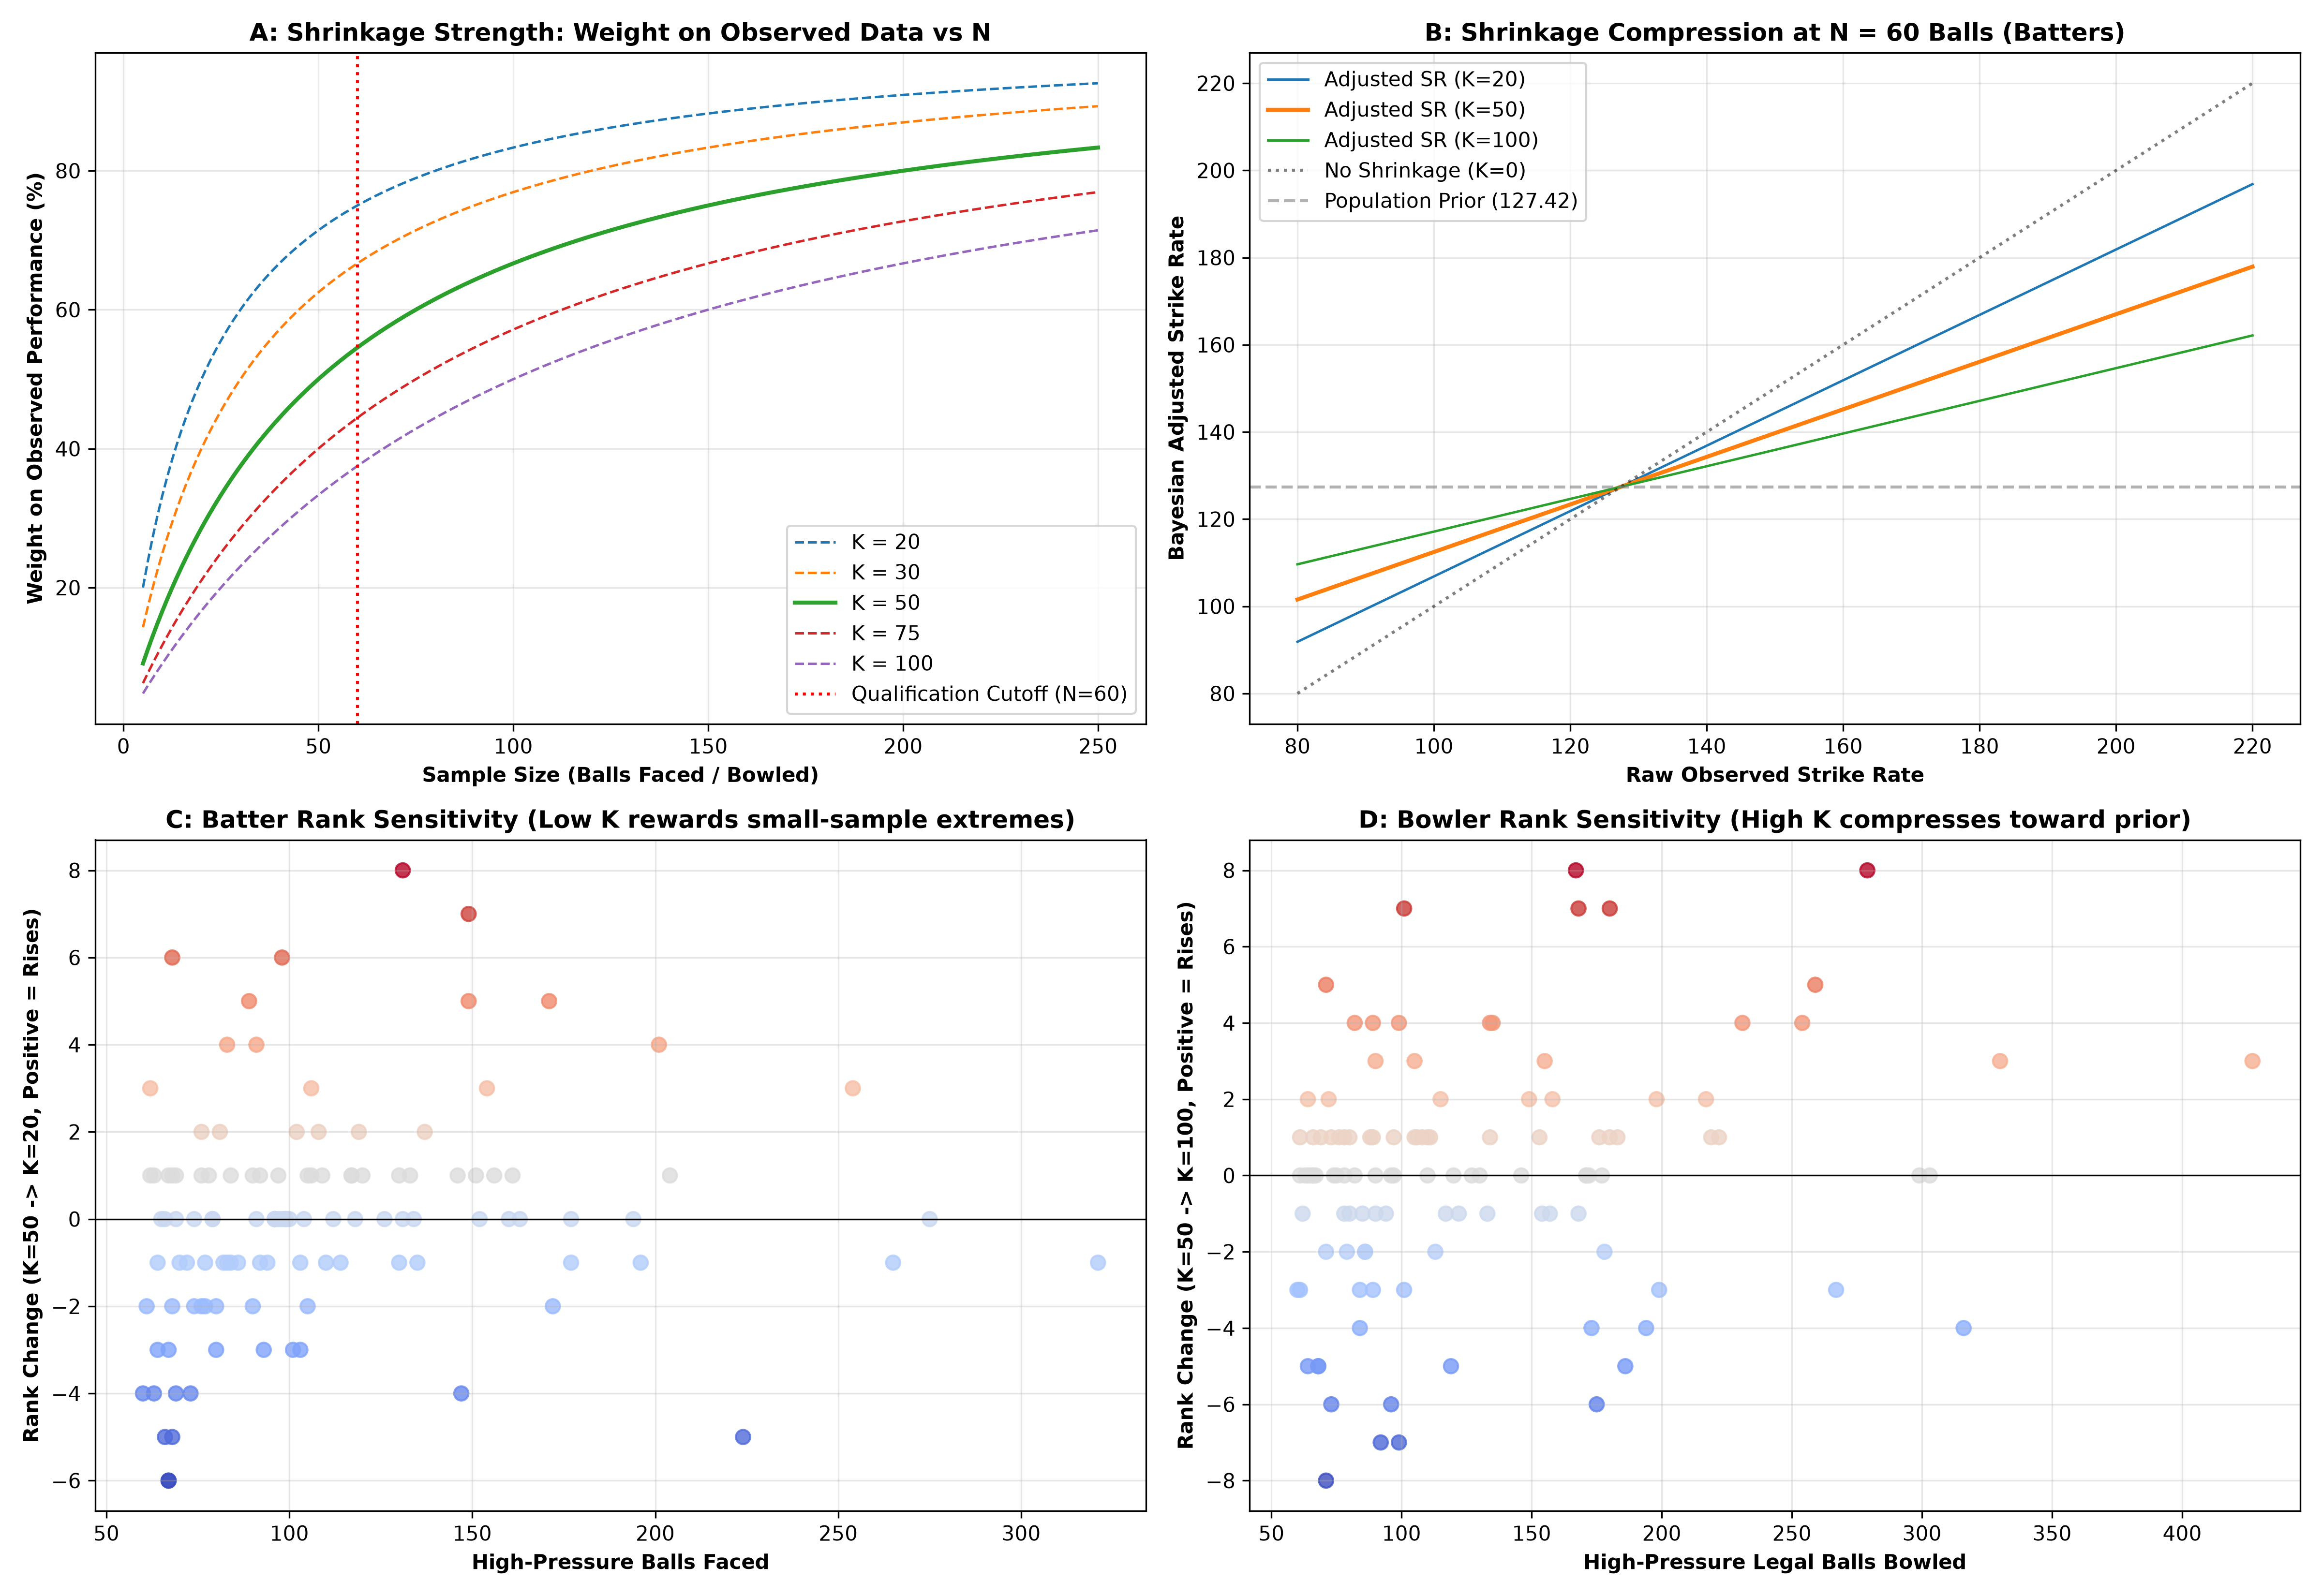 A: Shrinkage Strength: Weight on Observed Data vs N
Weight on Observed Performance (%)
80
60
40
20
K = 20
K = 30
K = 50
K = 75
K = 100
Qualification Cutoff (N=60)
0 50 100 150 200 250
Sample Size (Balls Faced / Bowled)
B: Shrinkage Compression at N = 60 Balls (Batters)
Bayesian Adjusted Strike Rate
220
200
180
160
140
120
100
80
Adjusted SR (K=20)
Adjusted SR (K=50)
Adjusted SR (K=100)
No Shrinkage (K=0)
Population Prior (127.42)
80 100 120 140 160 180 200 220
Raw Observed Strike Rate
C: Batter Rank Sensitivity (Low K rewards small-sample extremes)
Rank Change (K=50 -> K=20, Positive = Rises)
8
6
4
2
0
−2
−4
−6
50 100 150 200 250 300
High-Pressure Balls Faced
D: Bowler Rank Sensitivity (High K compresses toward prior)
Rank Change (K=50 -> K=100, Positive = Rises)
8
6
4
2
0
−2
−4
−6
−8
50 100 150 200 250 300 350 400
High-Pressure Legal Balls Bowled